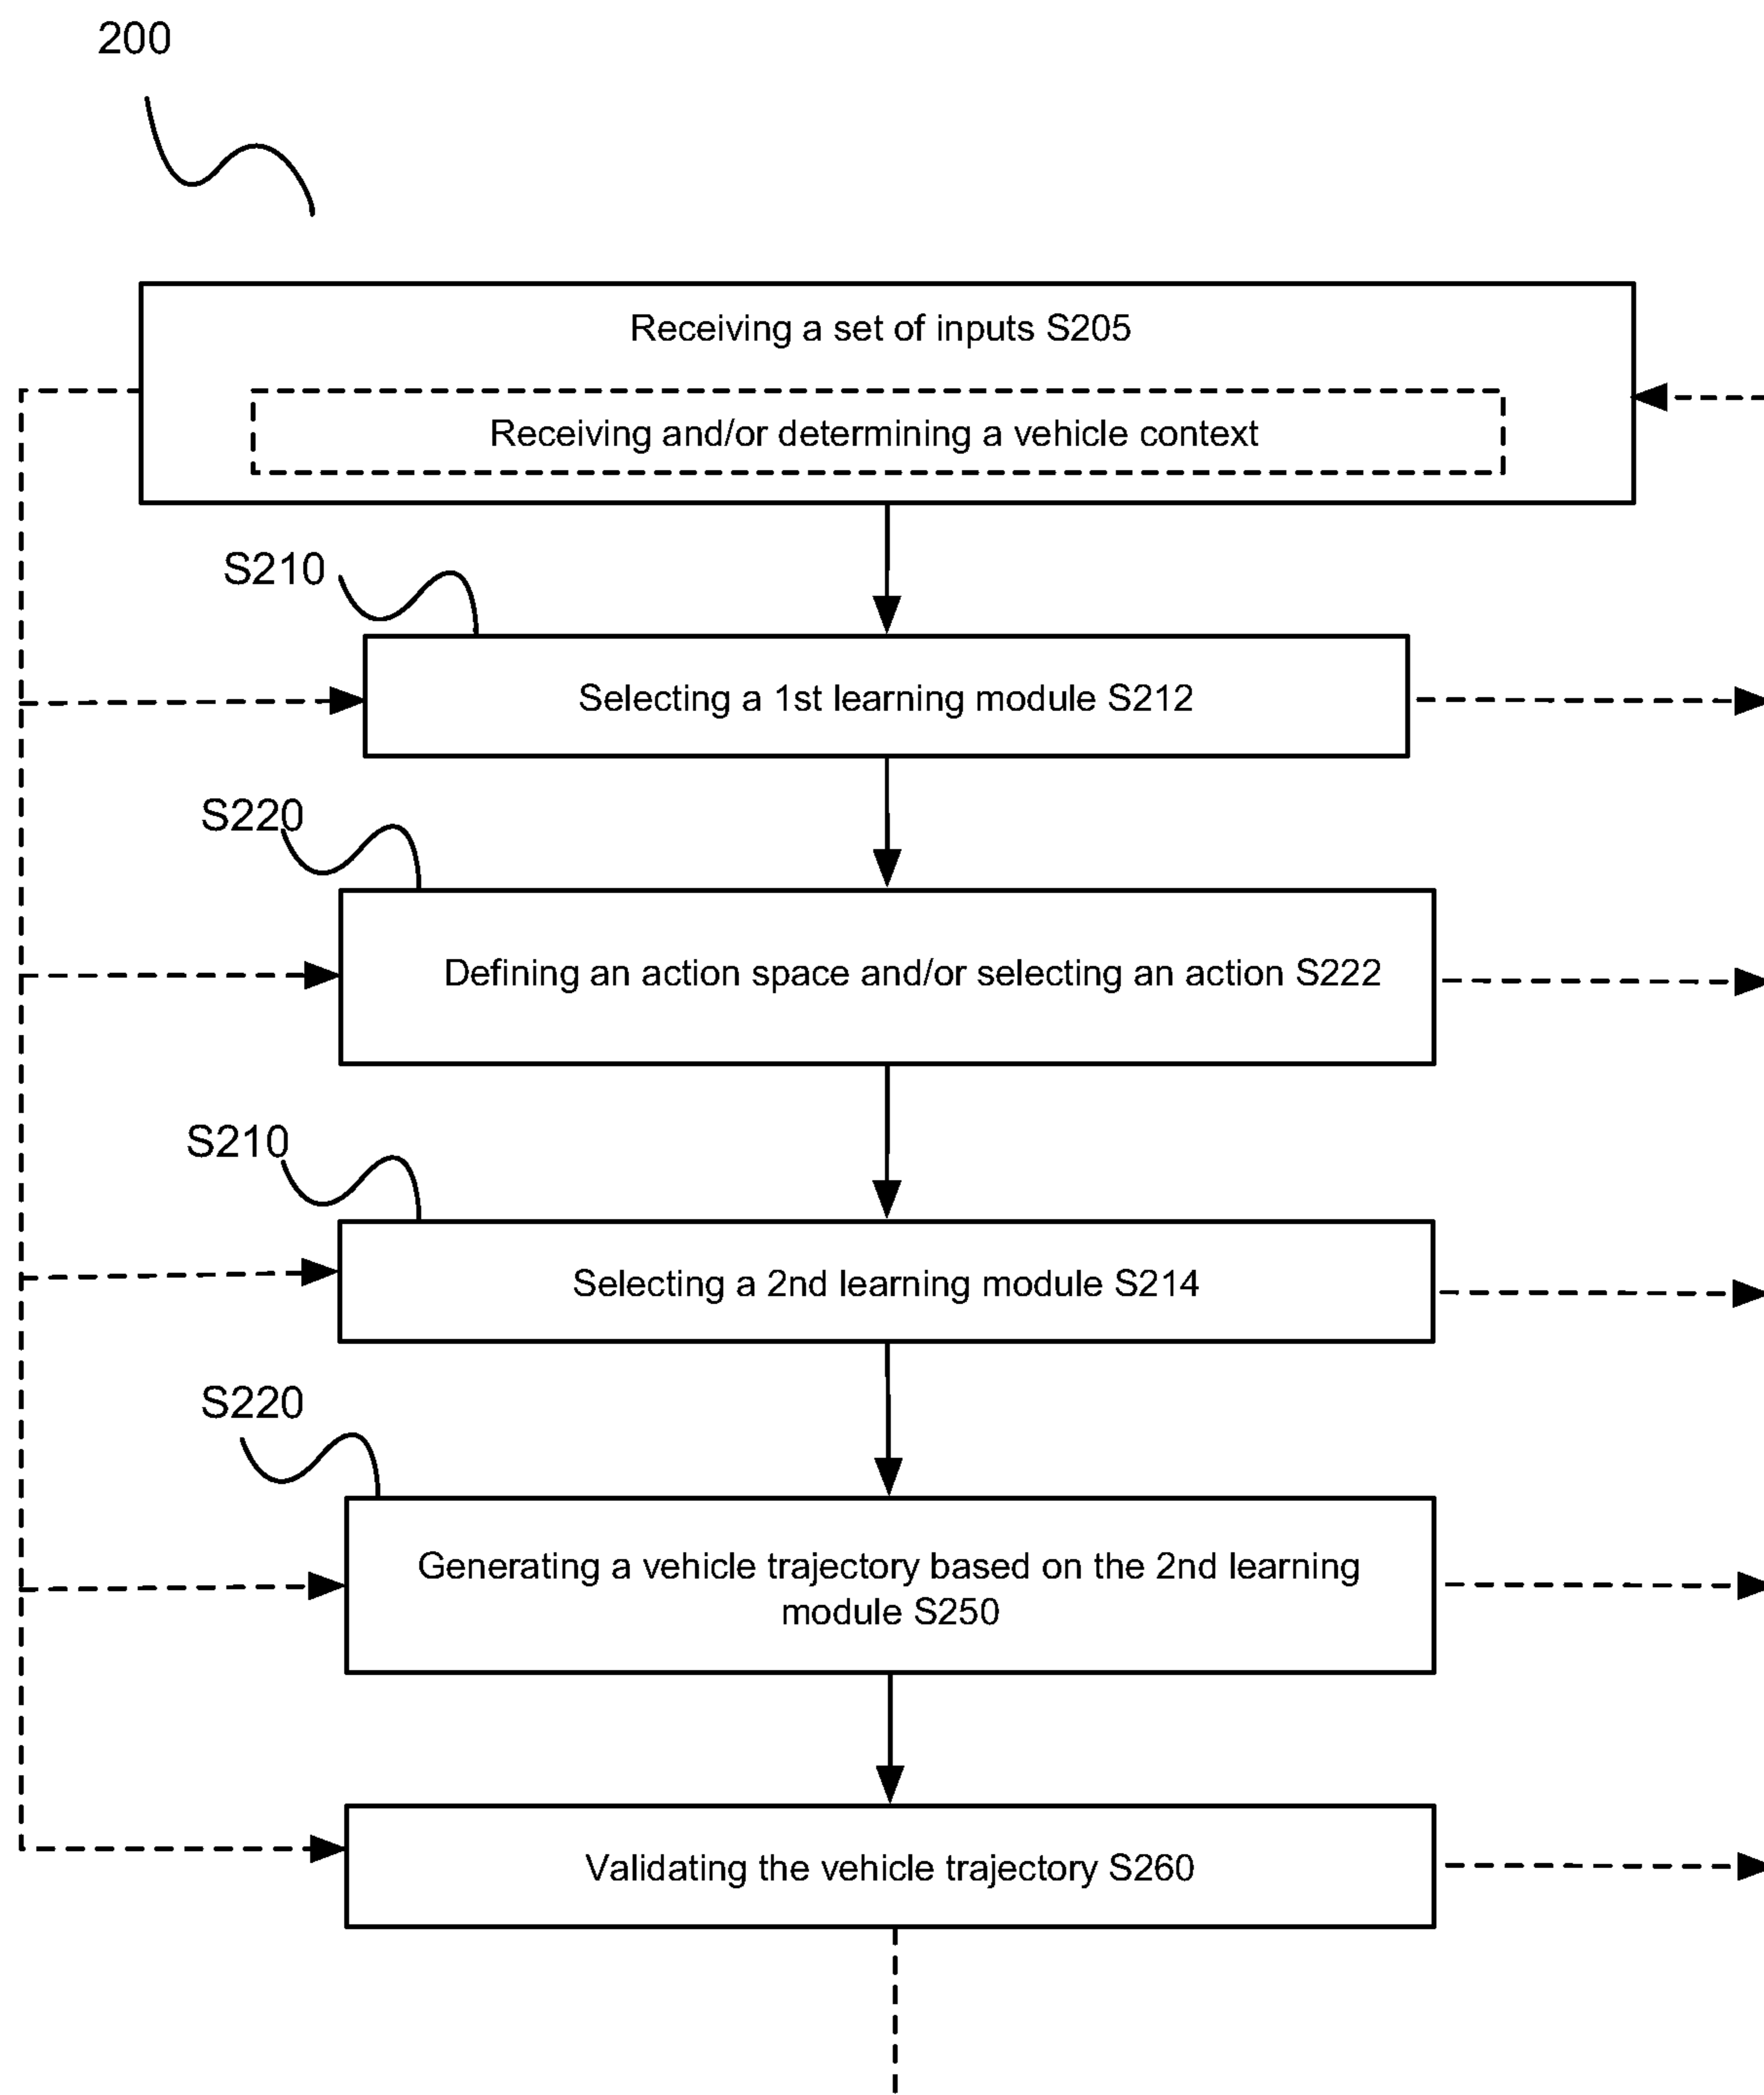 200
Receiving a set of inputs S205
Receiving and/or determining a vehicle context
S210
Selecting a 1st learning module S212
S220
Defining an action space and/or selecting an action S222
S210
Selecting a 2nd learning module S214
S220
Generating a vehicle trajectory based on the 2nd learning
module S250
Validating the vehicle trajectory S260